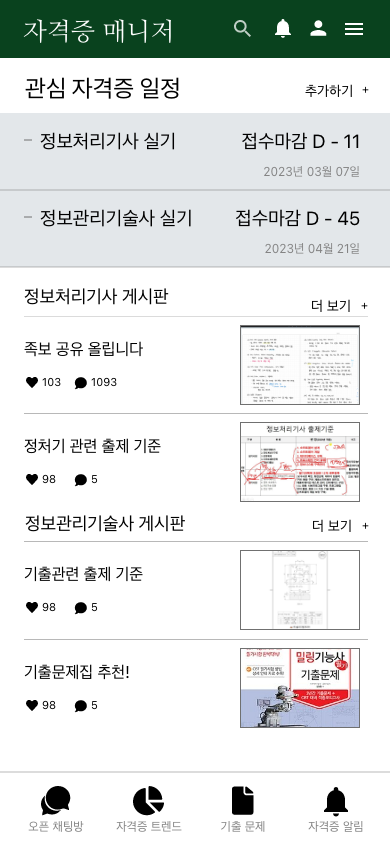 자격증 매니저
관심 자격증 일정
추가하기 +
정보처리기사 실기
접수마감 D - 11
2023년 03월 07일
정보관리기술사 실기
접수마감 D - 45
2023년 04월 21일
정보처리기사 게시판
더 보기 +
족보 공유 올립니다
103 1093
정처기 관련 출제 기준
98 5
정보처리기사 출제기준
정보관리기술사 게시판
더 보기 +
기출관련 출제 기준
98 5
기출문제집 추천!
98 5
밀링기능사
필기
기출문제
오픈 채팅방
자격증 트렌드
기출 문제
자격증 알림